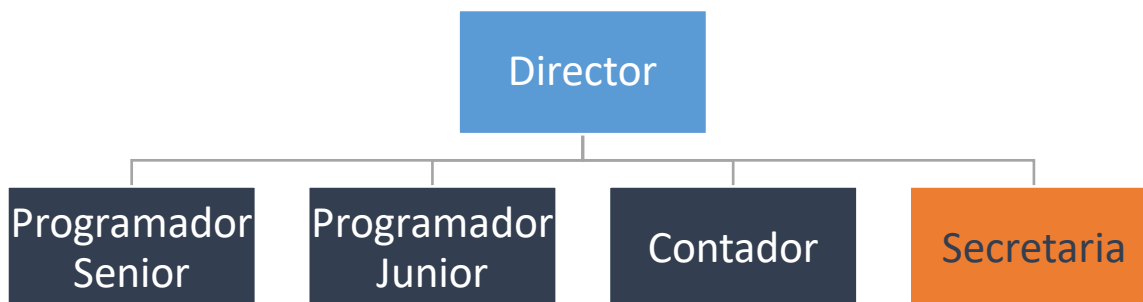 Director
Programador
Senior
Programador
Junior
Contador
Secretaria